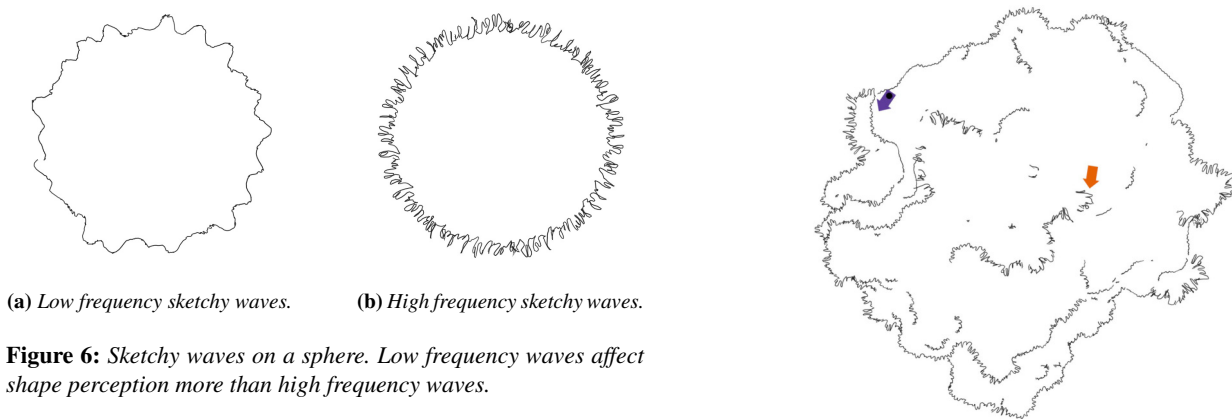 (a) Low frequency sketchy waves.
(b) High frequency sketchy waves.
Figure 6: Sketchy waves on a sphere. Low frequency waves affect
shape perception more than high frequency waves.